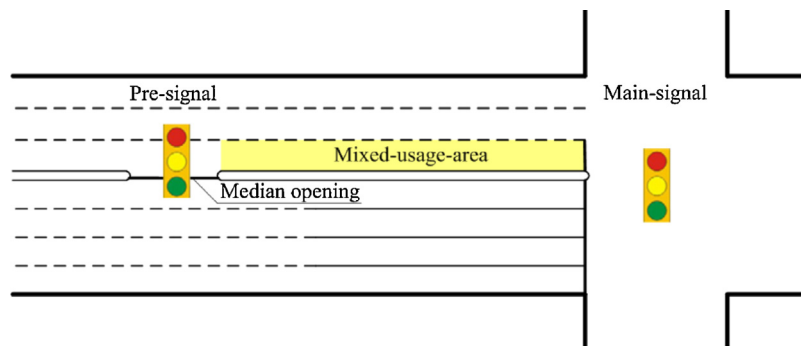 Pre-signal
Main-signal
Mixed-usage-area
Median opening